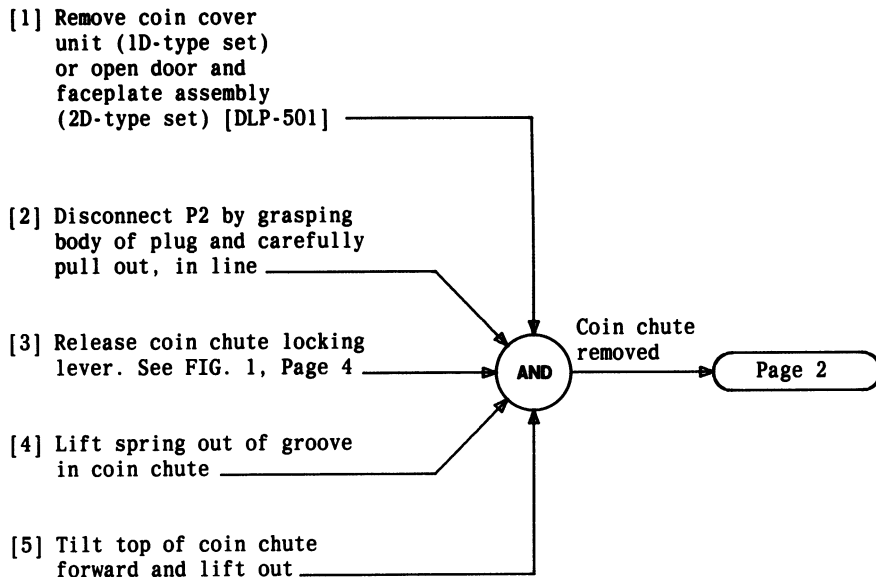 [1] Remove coin cover
unit (1D-type set)
or open door and
faceplate assembly
(2D-type set) [DLP-501]
[2] Disconnect P2 by grasping
body of plug and carefully
pull out, in line
[3] Release coin chute locking
lever. See FIG. 1, Page 4
[4] Lift spring out of groove
in coin chute
[5] Tilt top of coin chute
forward and lift out
AND
Coin chute
removed
Page 2